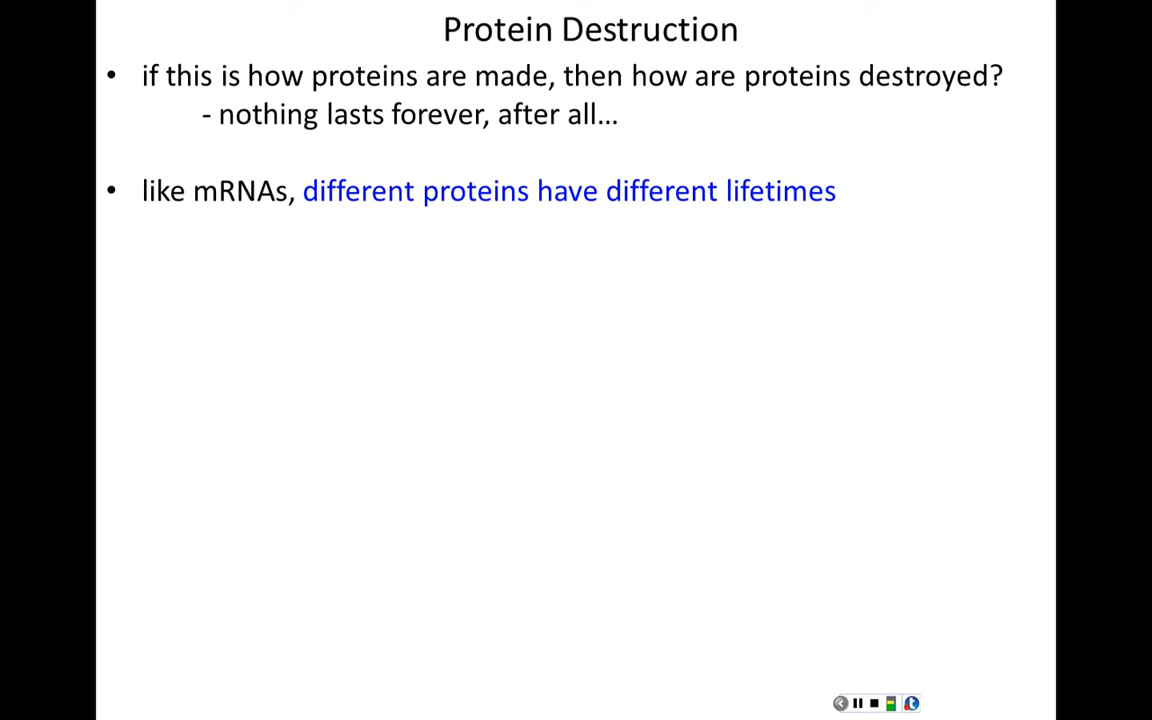 Protein Destruction
• if this is how proteins are made, then how are proteins destroyed?
- nothing lasts forever, after all…
• like mRNAs, different proteins have different lifetimes